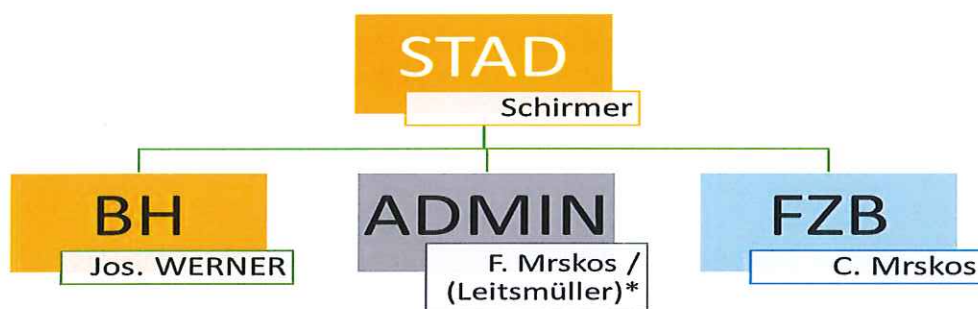 STAD
Schirmer
BH
Jos. WERNER
ADMIN
F. Mrskos /
(Leitsmüller)*
FZB
C. Mrskos